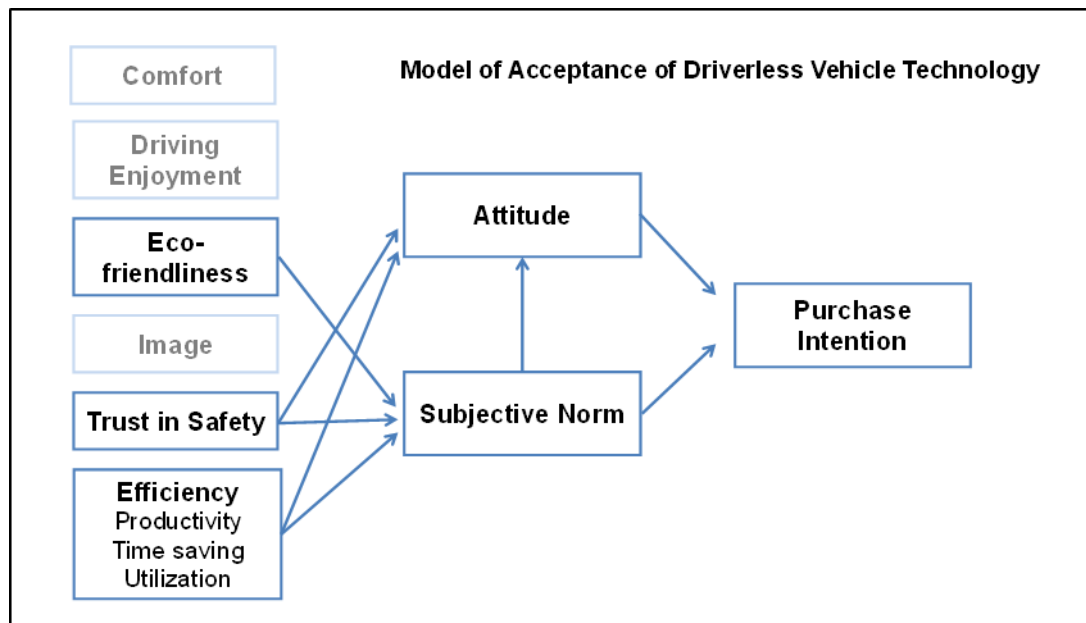 Model of Acceptance of Driverless Vehicle Technology
Comfort
Driving
Enjoyment
Eco-
friendliness
Image
Trust in Safety
Efficiency
Productivity
Time saving
Utilization
Attitude
Subjective Norm
Purchase
Intention